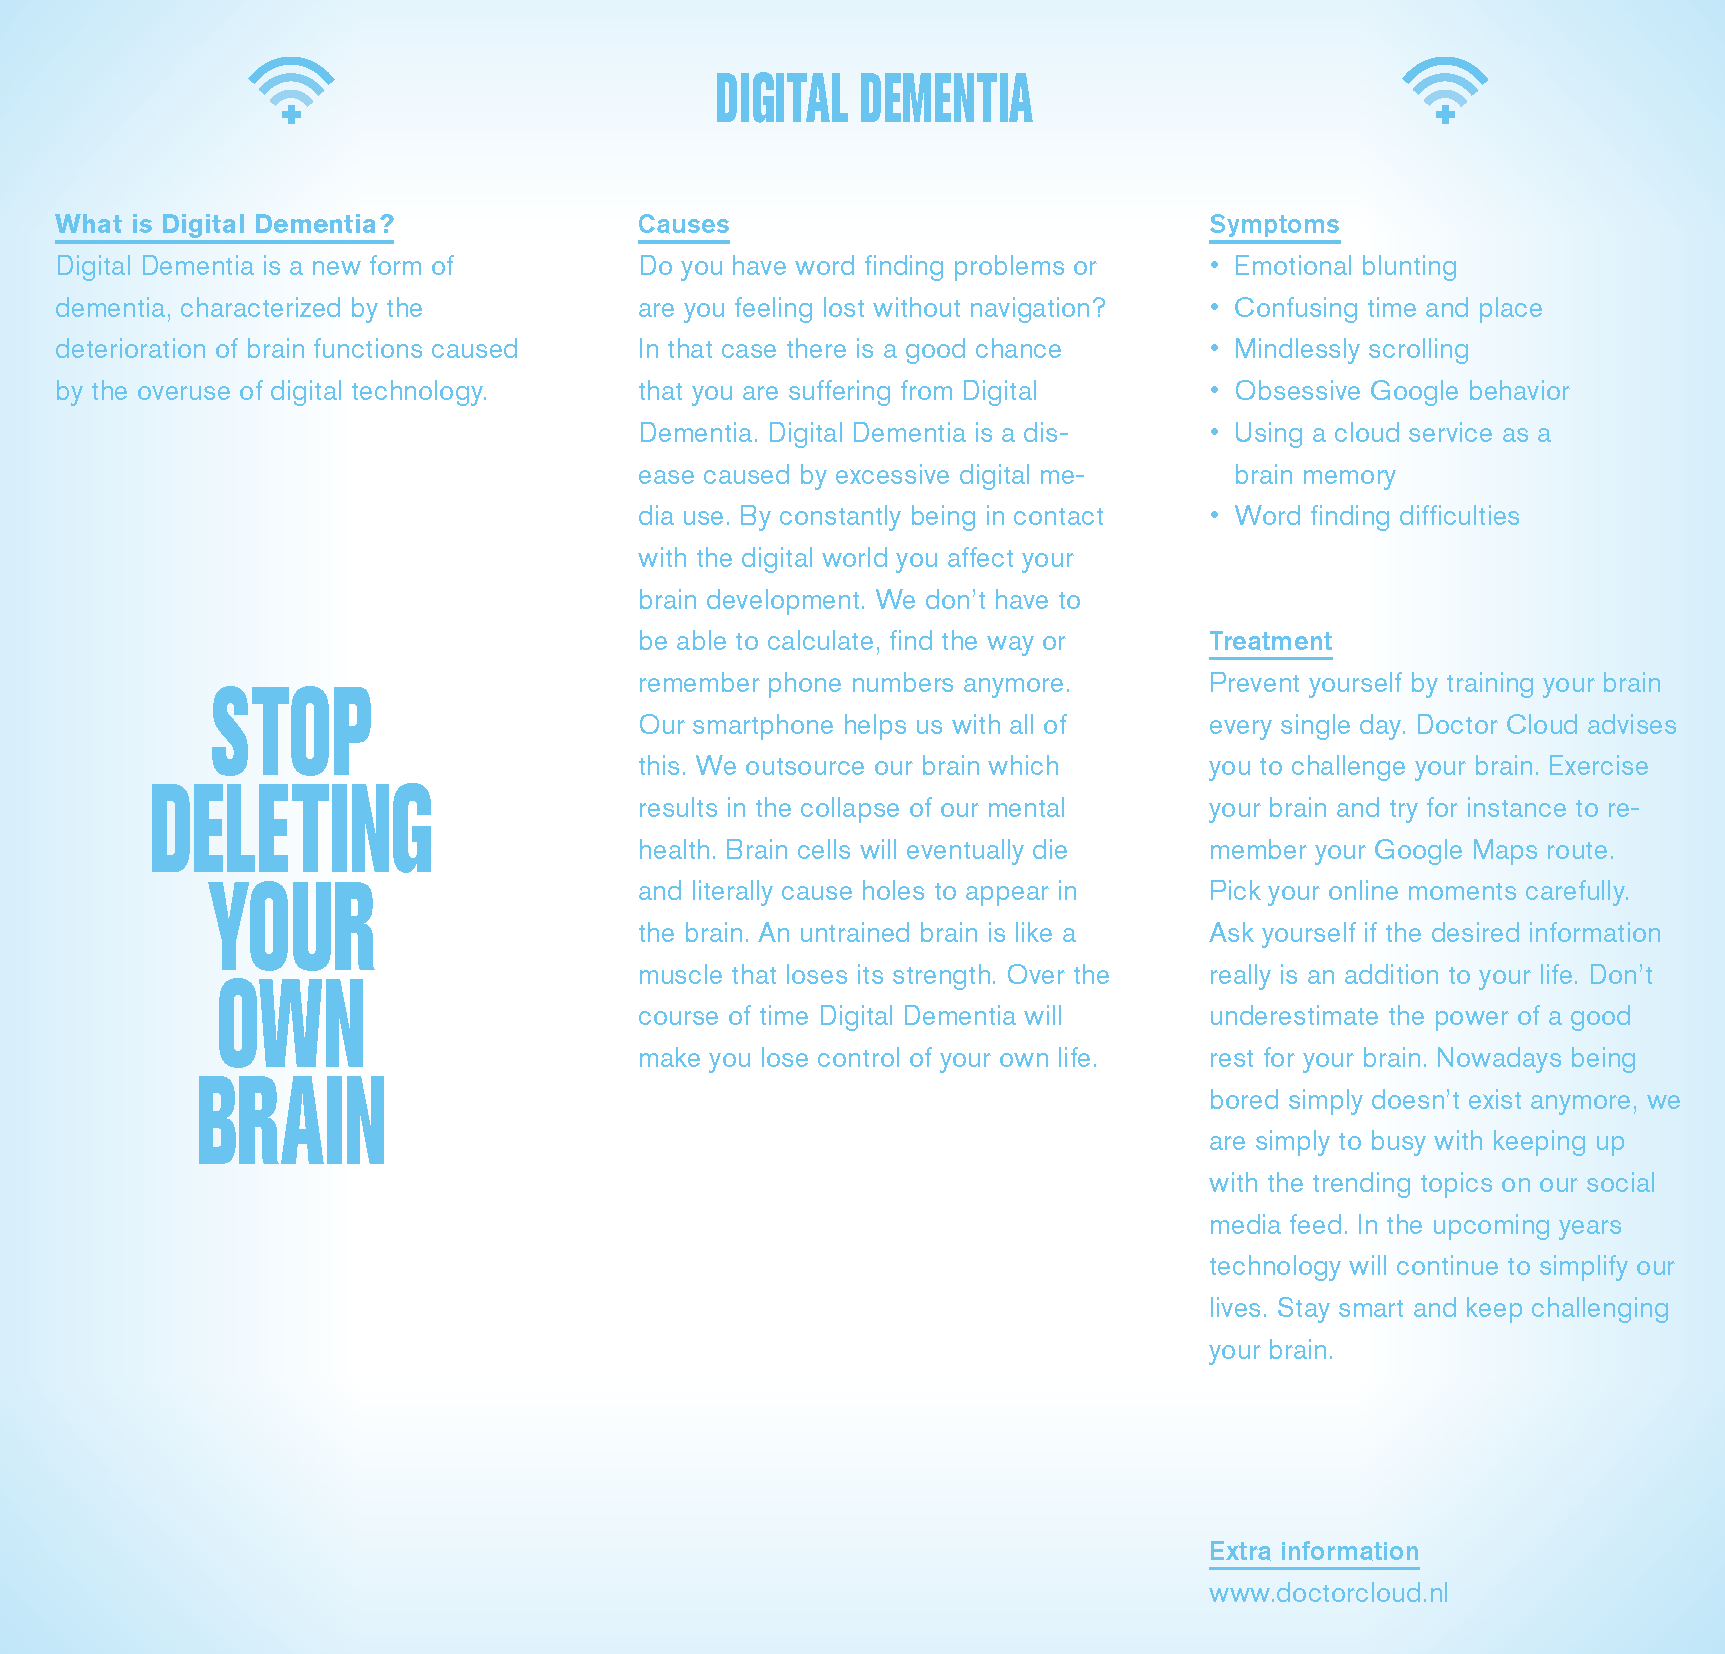 DIGITAL DEMENTIA
What is Digital Dementia?
Digital Dementia is a new form of
dementia, characterized by the
deterioration of brain functions caused
by the overuse of digital technology.
STOP
DELETING
YOUR
OWN
BRAIN
Causes
Do you have word finding problems or
are you feeling lost without navigation?
In that case there is a good chance
that you are suffering from Digital
Dementia. Digital Dementia is a dis-
ease caused by excessive digital me-
dia use. By constantly being in contact
with the digital world you affect your
brain development. We don't have to
be able to calculate, find the way or
remember phone numbers anymore.
Our smartphone helps us with all of
this. We outsource our brain which
results in the collapse of our mental
health. Brain cells will eventually die
and literally cause holes to appear in
the brain. An untrained brain is like a
muscle that loses its strength. Over the
course of time Digital Dementia will
make you lose control of your own life.
Symptoms
• Emotional blunting
• Confusing time and place
• Mindlessly scrolling
• Obsessive Google behavior
• Using a cloud service as a
brain memory
• Word finding difficulties
Treatment
Prevent yourself by training your brain
every single day. Doctor Cloud advises
you to challenge your brain. Exercise
your brain and try for instance to re-
member your Google Maps route.
Pick your online moments carefully.
Ask yourself if the desired information
really is an addition to your life. Don't
underestimate the power of a good
rest for your brain. Nowadays being
bored simply doesn't exist anymore, we
are simply to busy with keeping up
with the trending topics on our social
media feed. In the upcoming years
technology will continue to simplify our
lives. Stay smart and keep challenging
your brain.
Extra information
www.doctorcloud.nl